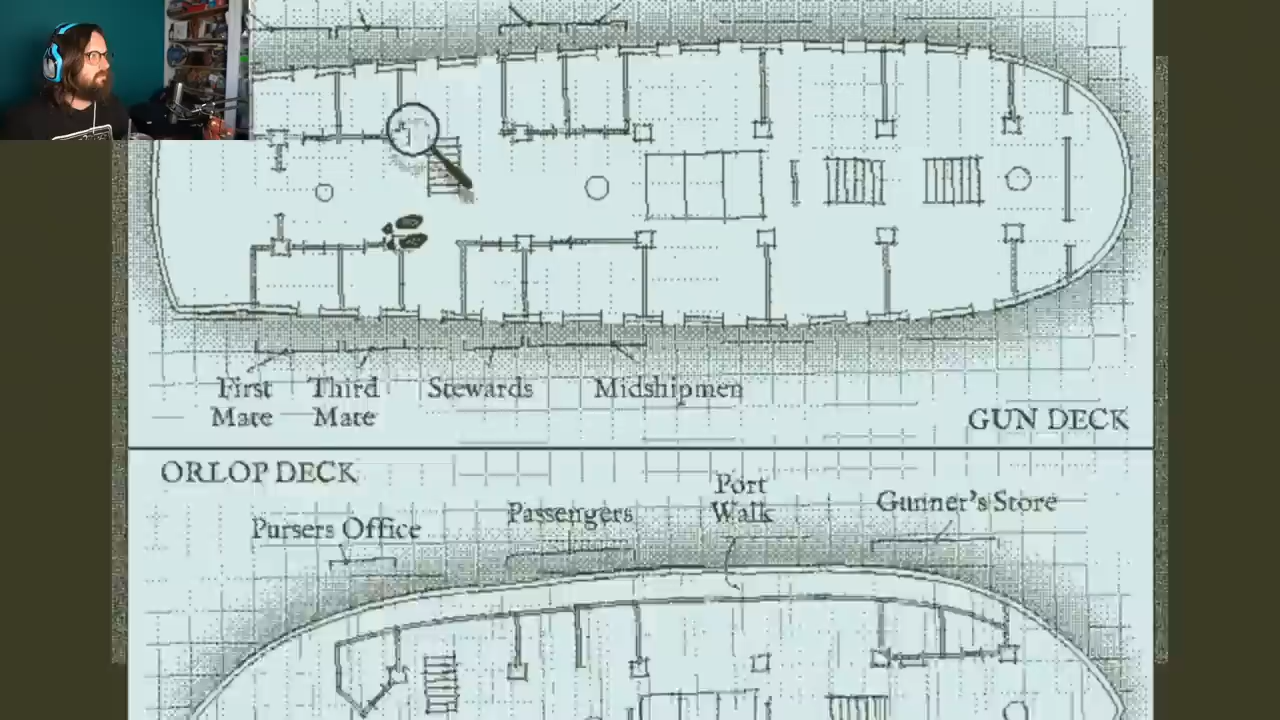 First Third Stewards Midshipmen
Mate Mate
GUN DECK
ORLOP DECK
Port
Pursers Office Passengers Walk Gunner's Store